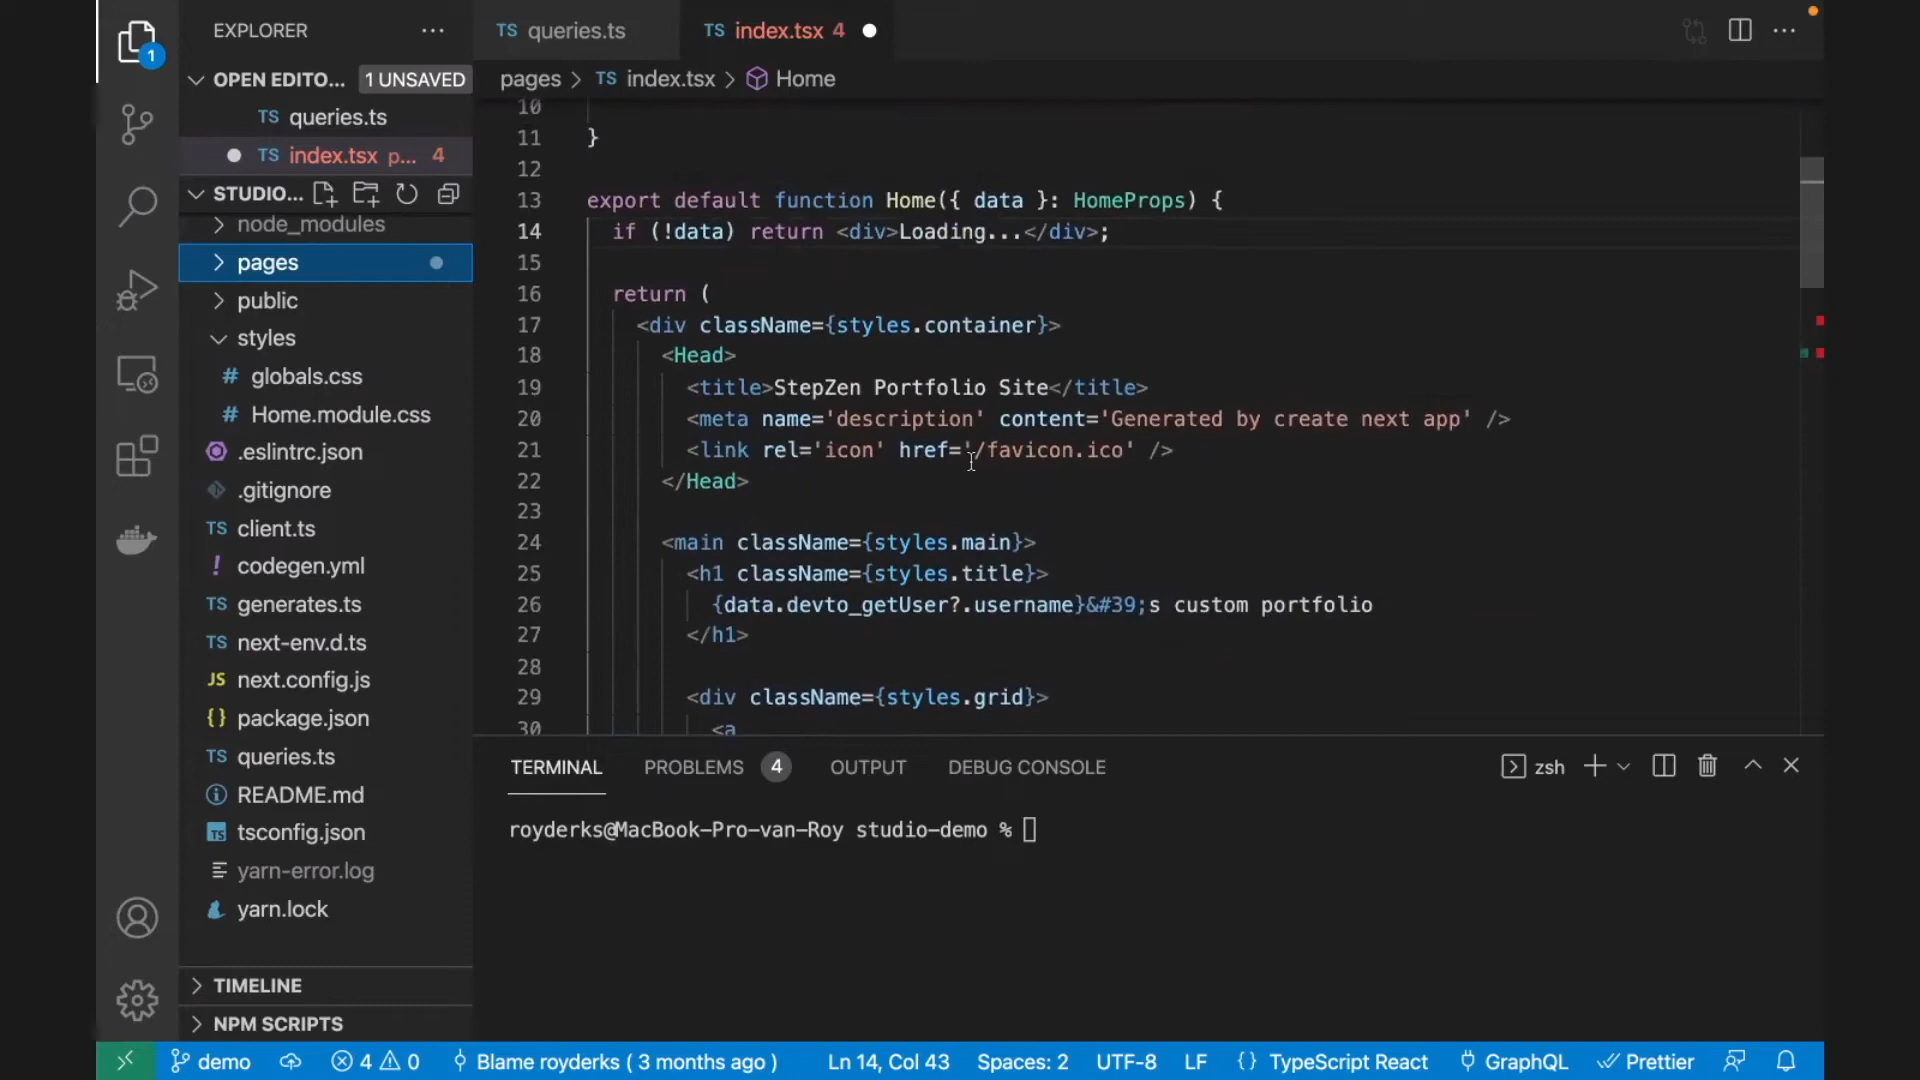 EXPLORER
1
OPEN EDITO... 1 UNSAVED
TS queries.ts
TS index.tsx p... 4
STUDIO...
node_modules
pages
public
styles
# globals.css
# Home.module.css
.eslintrc.json
.gitignore
TS client.ts
! codegen.yml
TS generates.ts
TS next-env.d.ts
JS next.config.js
{} package.json
TS queries.ts
README.md
TS tsconfig.json
yarn-error.log
yarn.lock
TIMELINE
NPM SCRIPTS
TS queries.ts TS index.tsx 4
pages > TS index.tsx > Home
10
11 }
12
13 export default function Home({ data }: HomeProps) {
14 if (!data) return <div>Loading...</div>;
15
16 return (
17 <div className={styles.container}>
18 <Head>
19 <title>StepZen Portfolio Site</title>
20 <meta name='description' content='Generated by create next app' />
21 <link rel='icon' href='/favicon.ico' />
22 </Head>
23
24 <main className={styles.main}>
25 <h1 className={styles.title}>
26 {data.devto_getUser?.username}&#39;s custom portfolio
27 </h1>
28
29 <div className={styles.grid}>
30 <a
TERMINAL PROBLEMS 4 OUTPUT DEBUG CONSOLE zsh
royderks@MacBook-Pro-van-Roy studio-demo %
demo 4 0 Blame royderks ( 3 months ago ) Ln 14, Col 43 Spaces: 2 UTF-8 LF {} TypeScript React GraphQL Prettier